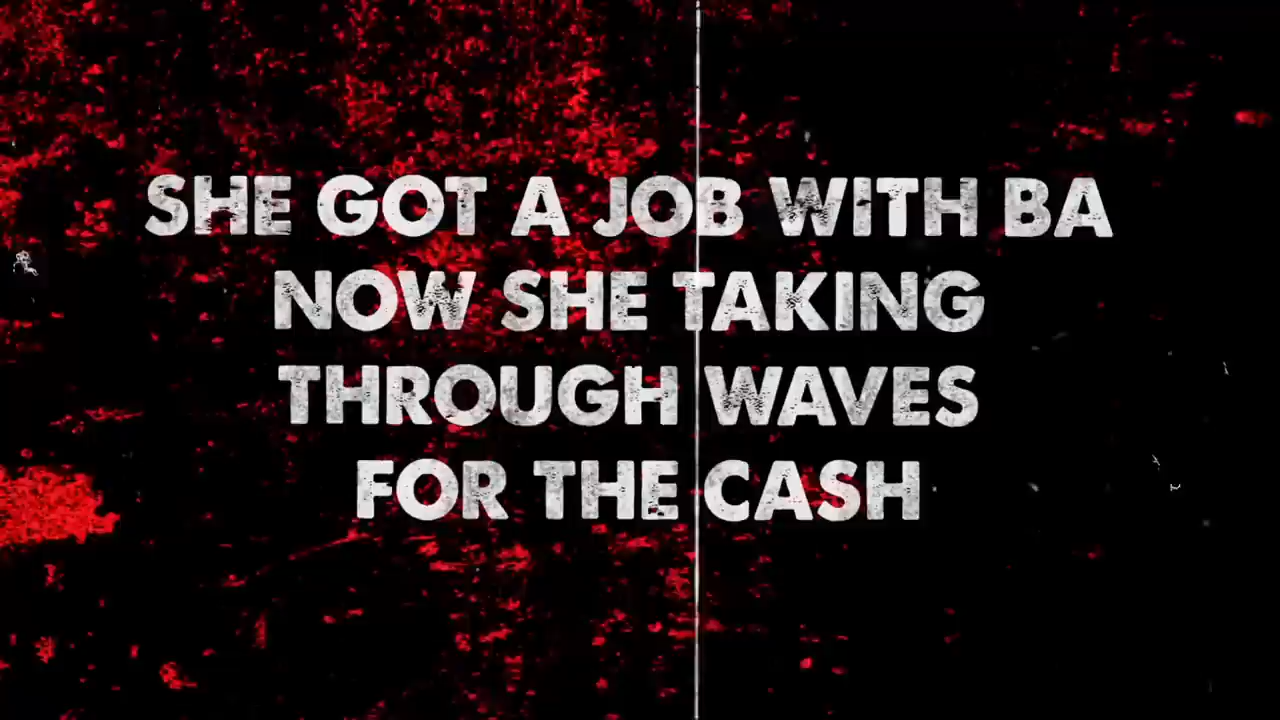 SHE GOT A JOB WITH BA
NOW SHE TAKING
THROUGH WAVES
FOR THE CASH